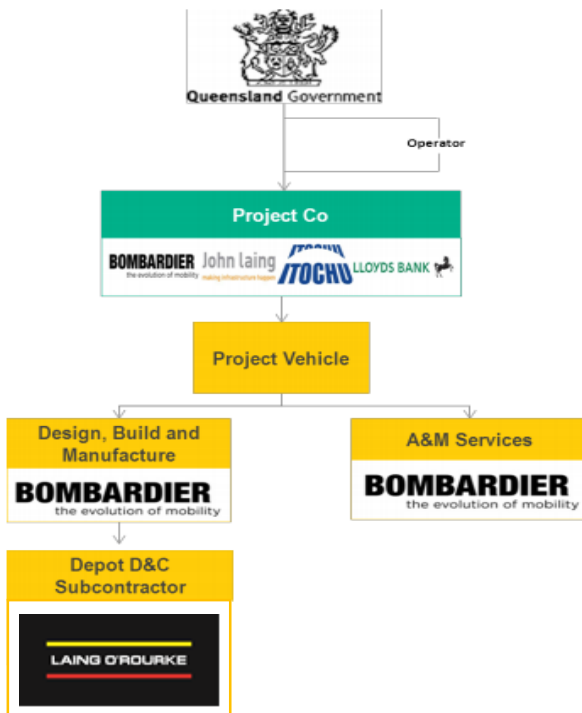 Queensland Government
Operator
Project Co
BOMBARDIER
the evolution of mobility
John Laing
making infrastructure happen
ITOCHU
ITOCHU
LLOYDS BANK
Project Vehicle
Design, Build and
Manufacture
BOMBARDIER
the evolution of mobility
A&M Services
BOMBARDIER
the evolution of mobility
Depot D&C
Subcontractor
LAING O'ROURKE